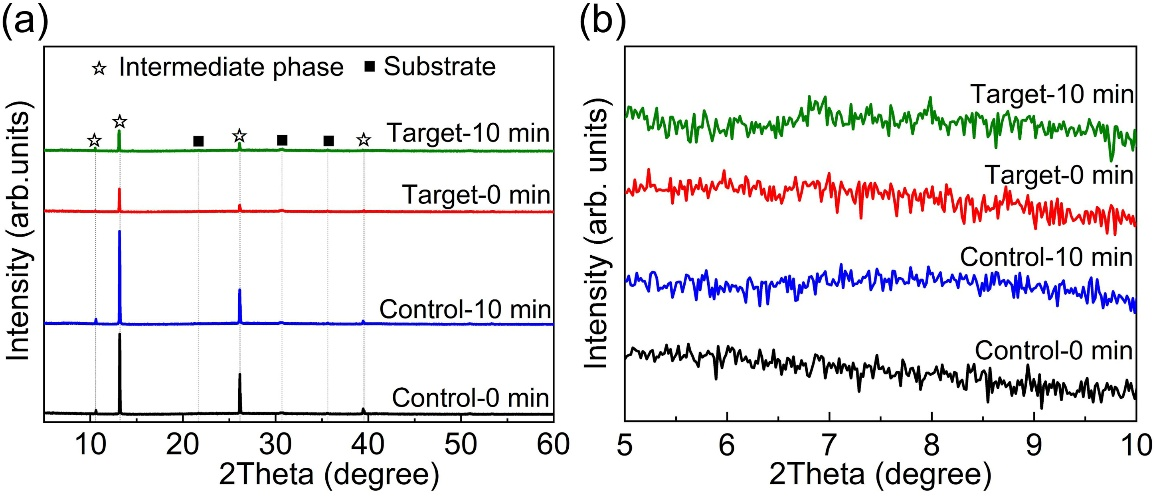 (a)
☆ Intermediate phase ■ Substrate
Target-10 min
Target-0 min
Control-10 min
Control-0 min
Intensity (arb.units)
10 20 30 40 50 60
2Theta (degree)
(b)
Target-10 min
Target-0 min
Control-10 min
Control-0 min
Intensity (arb. units)
5 6 7 8 9 10
2Theta (degree)